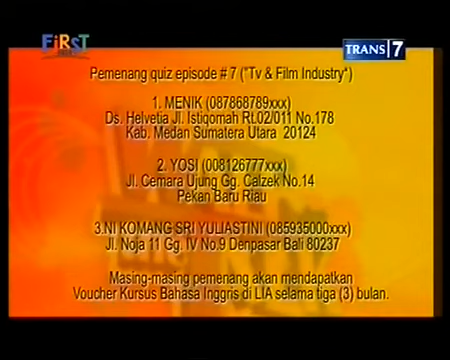 FiRST
TRANS 7
Pemenang quiz episode # 7 ("Tv & Film Industry")
1. MENIK (087868789xxx)
Ds. Helvetia Jl. Istiqomah Rt.02/011 No.178
Kab. Medan Sumatera Utara 20124
2. YOSI (008126777xxx)
Jl. Cemara Ujung Gg. Calzek No.14
Pekan Baru Riau
3.NI KOMANG SRI YULIASTINI (085935000xxx)
Jl. Noja 11 Gg. IV No.9 Denpasar Bali 80237
Masing-masing pemenang akan mendapatkan
Voucher Kursus Bahasa Inggris di LIA selama tiga (3) bulan.